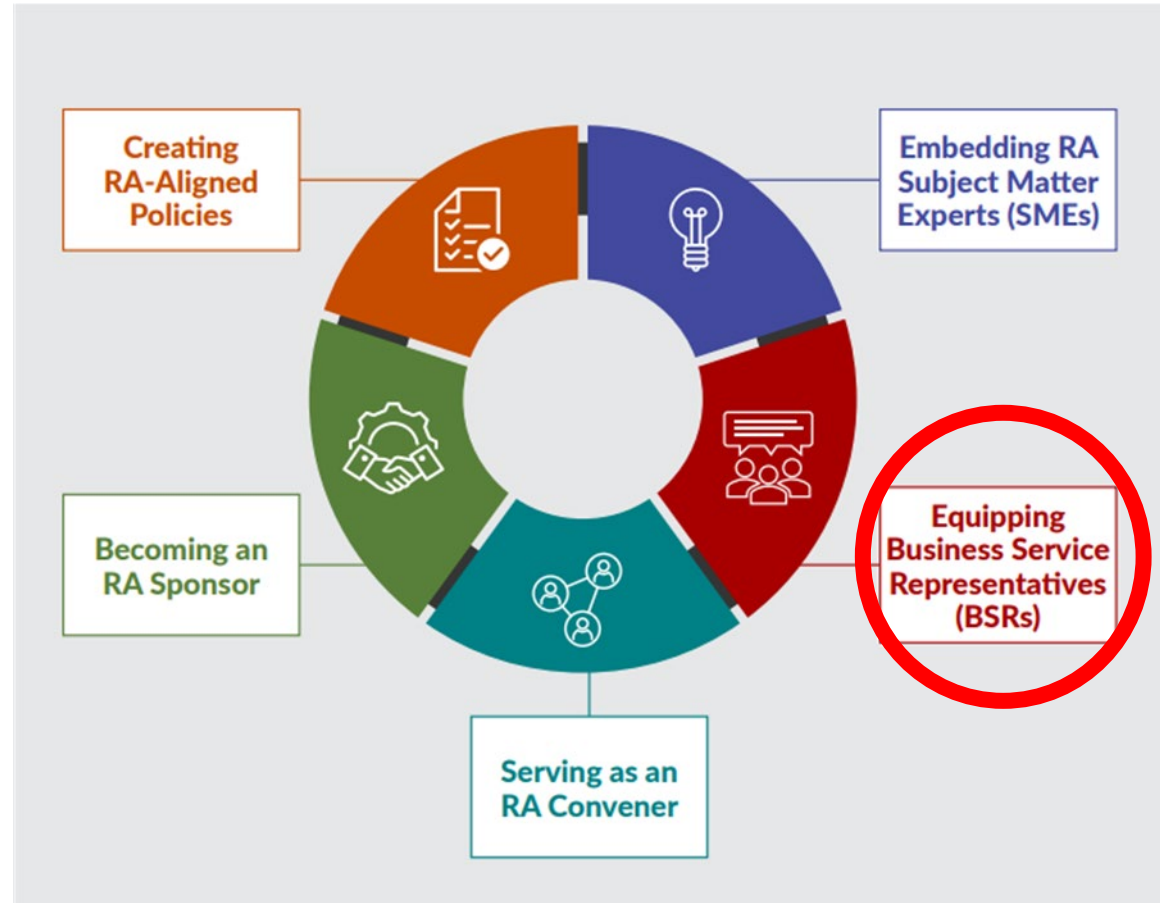 Creating
RA-Aligned
Policies
Embedding RA
Subject Matter
Experts (SMEs)
Becoming an
RA Sponsor
Equipping
Business Service
Representatives
(BSRs)
Serving as an
RA Convener